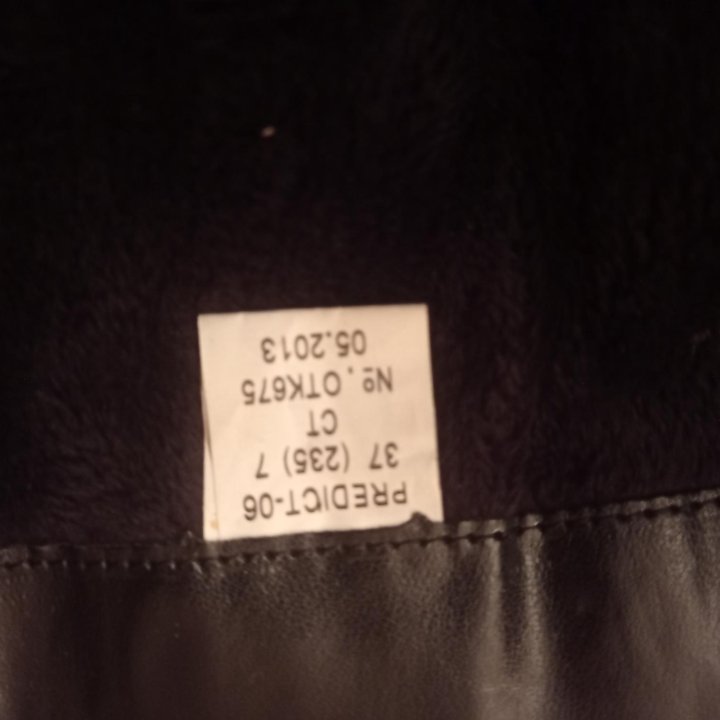 PREDICT-06
37 (235) 7
CT
№. OTK675
05.2013